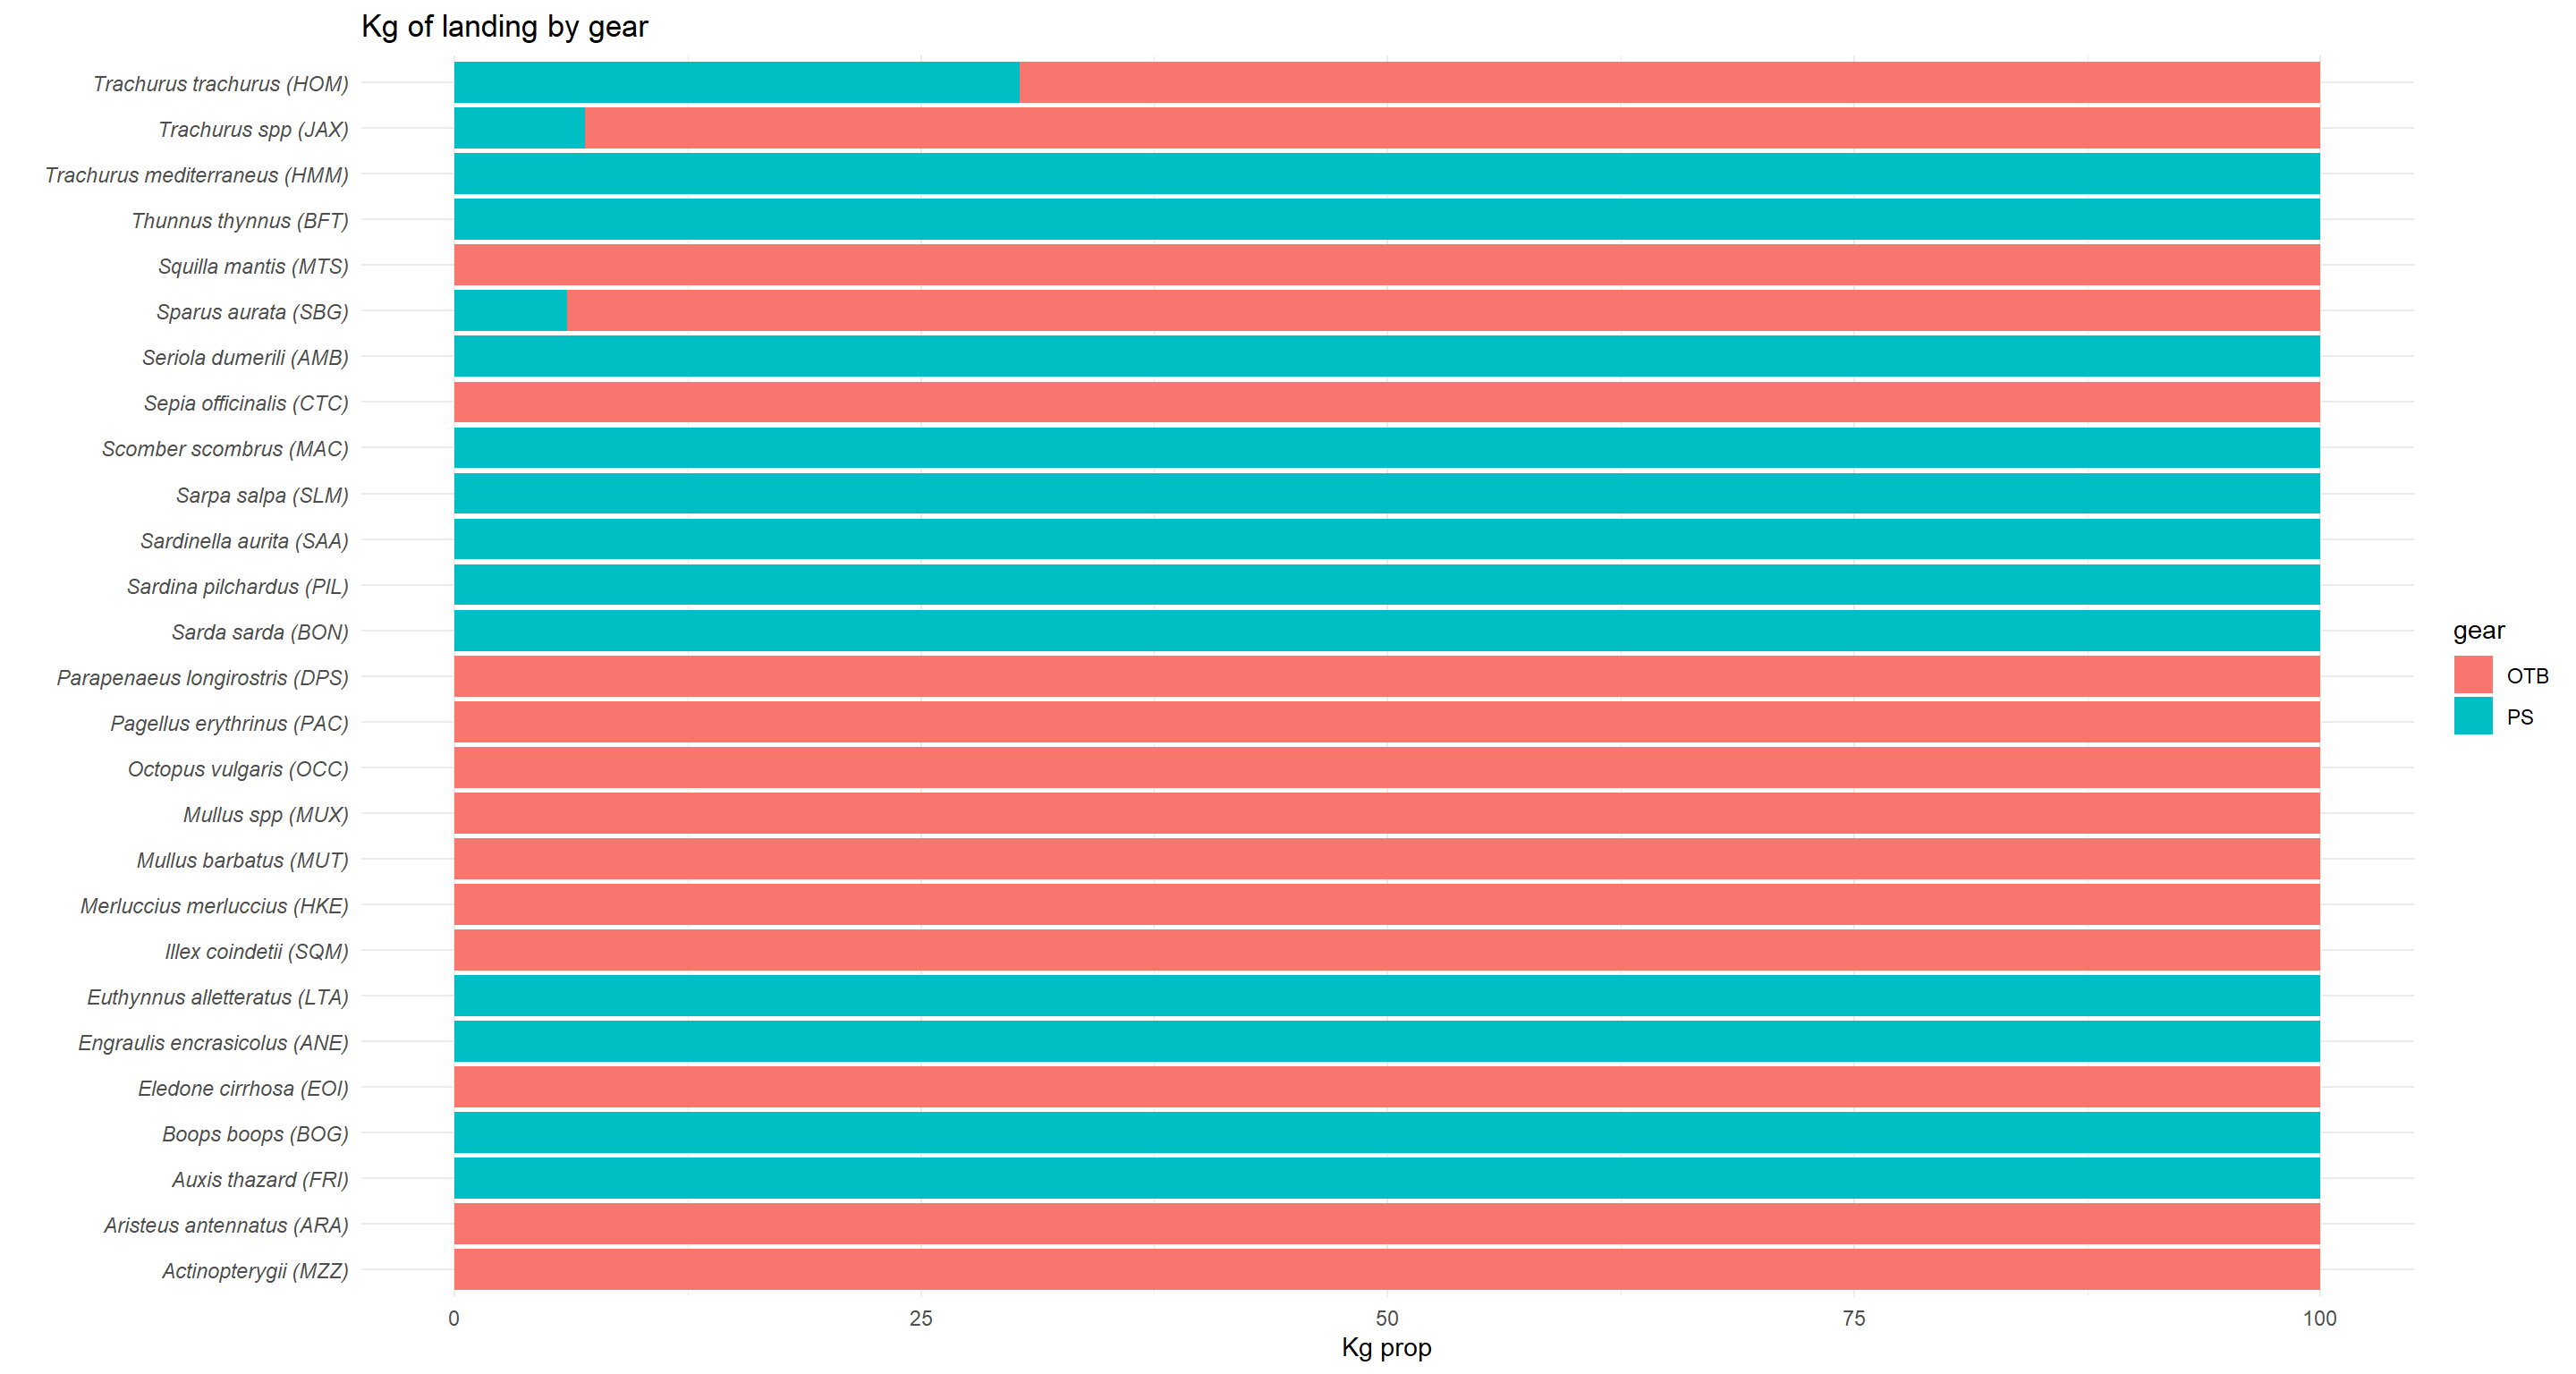 Kg of landing by gear
Trachurus trachurus (HOM)
Trachurus spp (JAX)
Trachurus mediterraneus (HMM)
Thunnus thynnus (BFT)
Squilla mantis (MTS)
Sparus aurata (SBG)
Seriola dumerili (AMB)
Sepia officinalis (CTC)
Scomber scombrus (MAC)
Sarpa salpa (SLM)
Sardinella aurita (SAA)
Sardina pilchardus (PIL)
Sarda sarda (BON)
Parapenaeus longirostris (DPS)
Pagellus erythrinus (PAC)
Octopus vulgaris (OCC)
Mullus spp (MUX)
Mullus barbatus (MUT)
Merluccius merluccius (HKE)
Illex coindetii (SQM)
Euthynnus alletteratus (LTA)
Engraulis encrasicolus (ANE)
Eledone cirrhosa (EOI)
Boops boops (BOG)
Auxis thazard (FRI)
Aristeus antennatus (ARA)
Actinopterygii (MZZ)
0 25 50 75 100
Kg prop
gear
OTB
PS